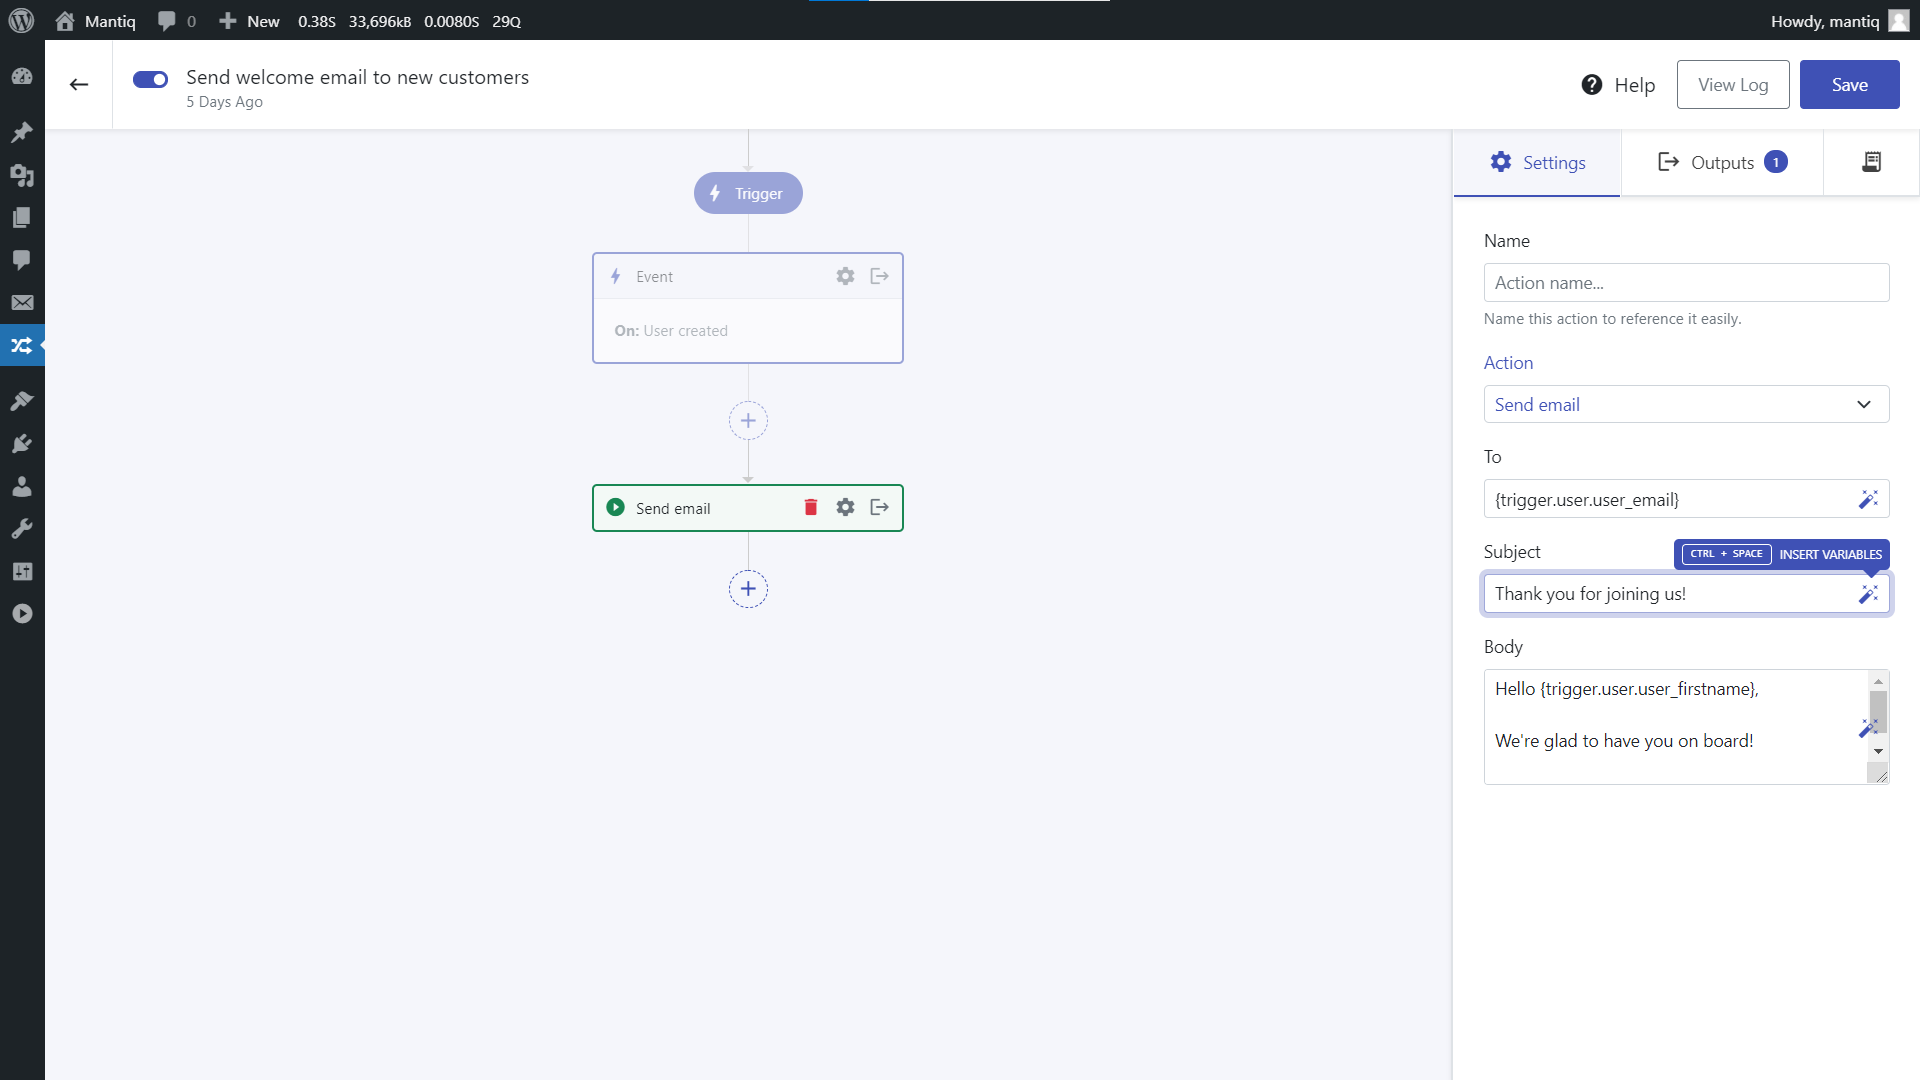 Mantiq 0 New 0.38S 33,696kB 0.0080S 29Q Howdy, mantiq
Send welcome email to new customers
5 Days Ago
Help View Log Save
Trigger
Event
On: User created
Send email
Settings Outputs 1
Name
Action name...
Name this action to reference it easily.
Action
Send email
To
{trigger.user.user_email}
Subject CTRL + SPACE INSERT VARIABLES
Thank you for joining us!
Body
Hello {trigger.user.user_firstname},
We're glad to have you on board!